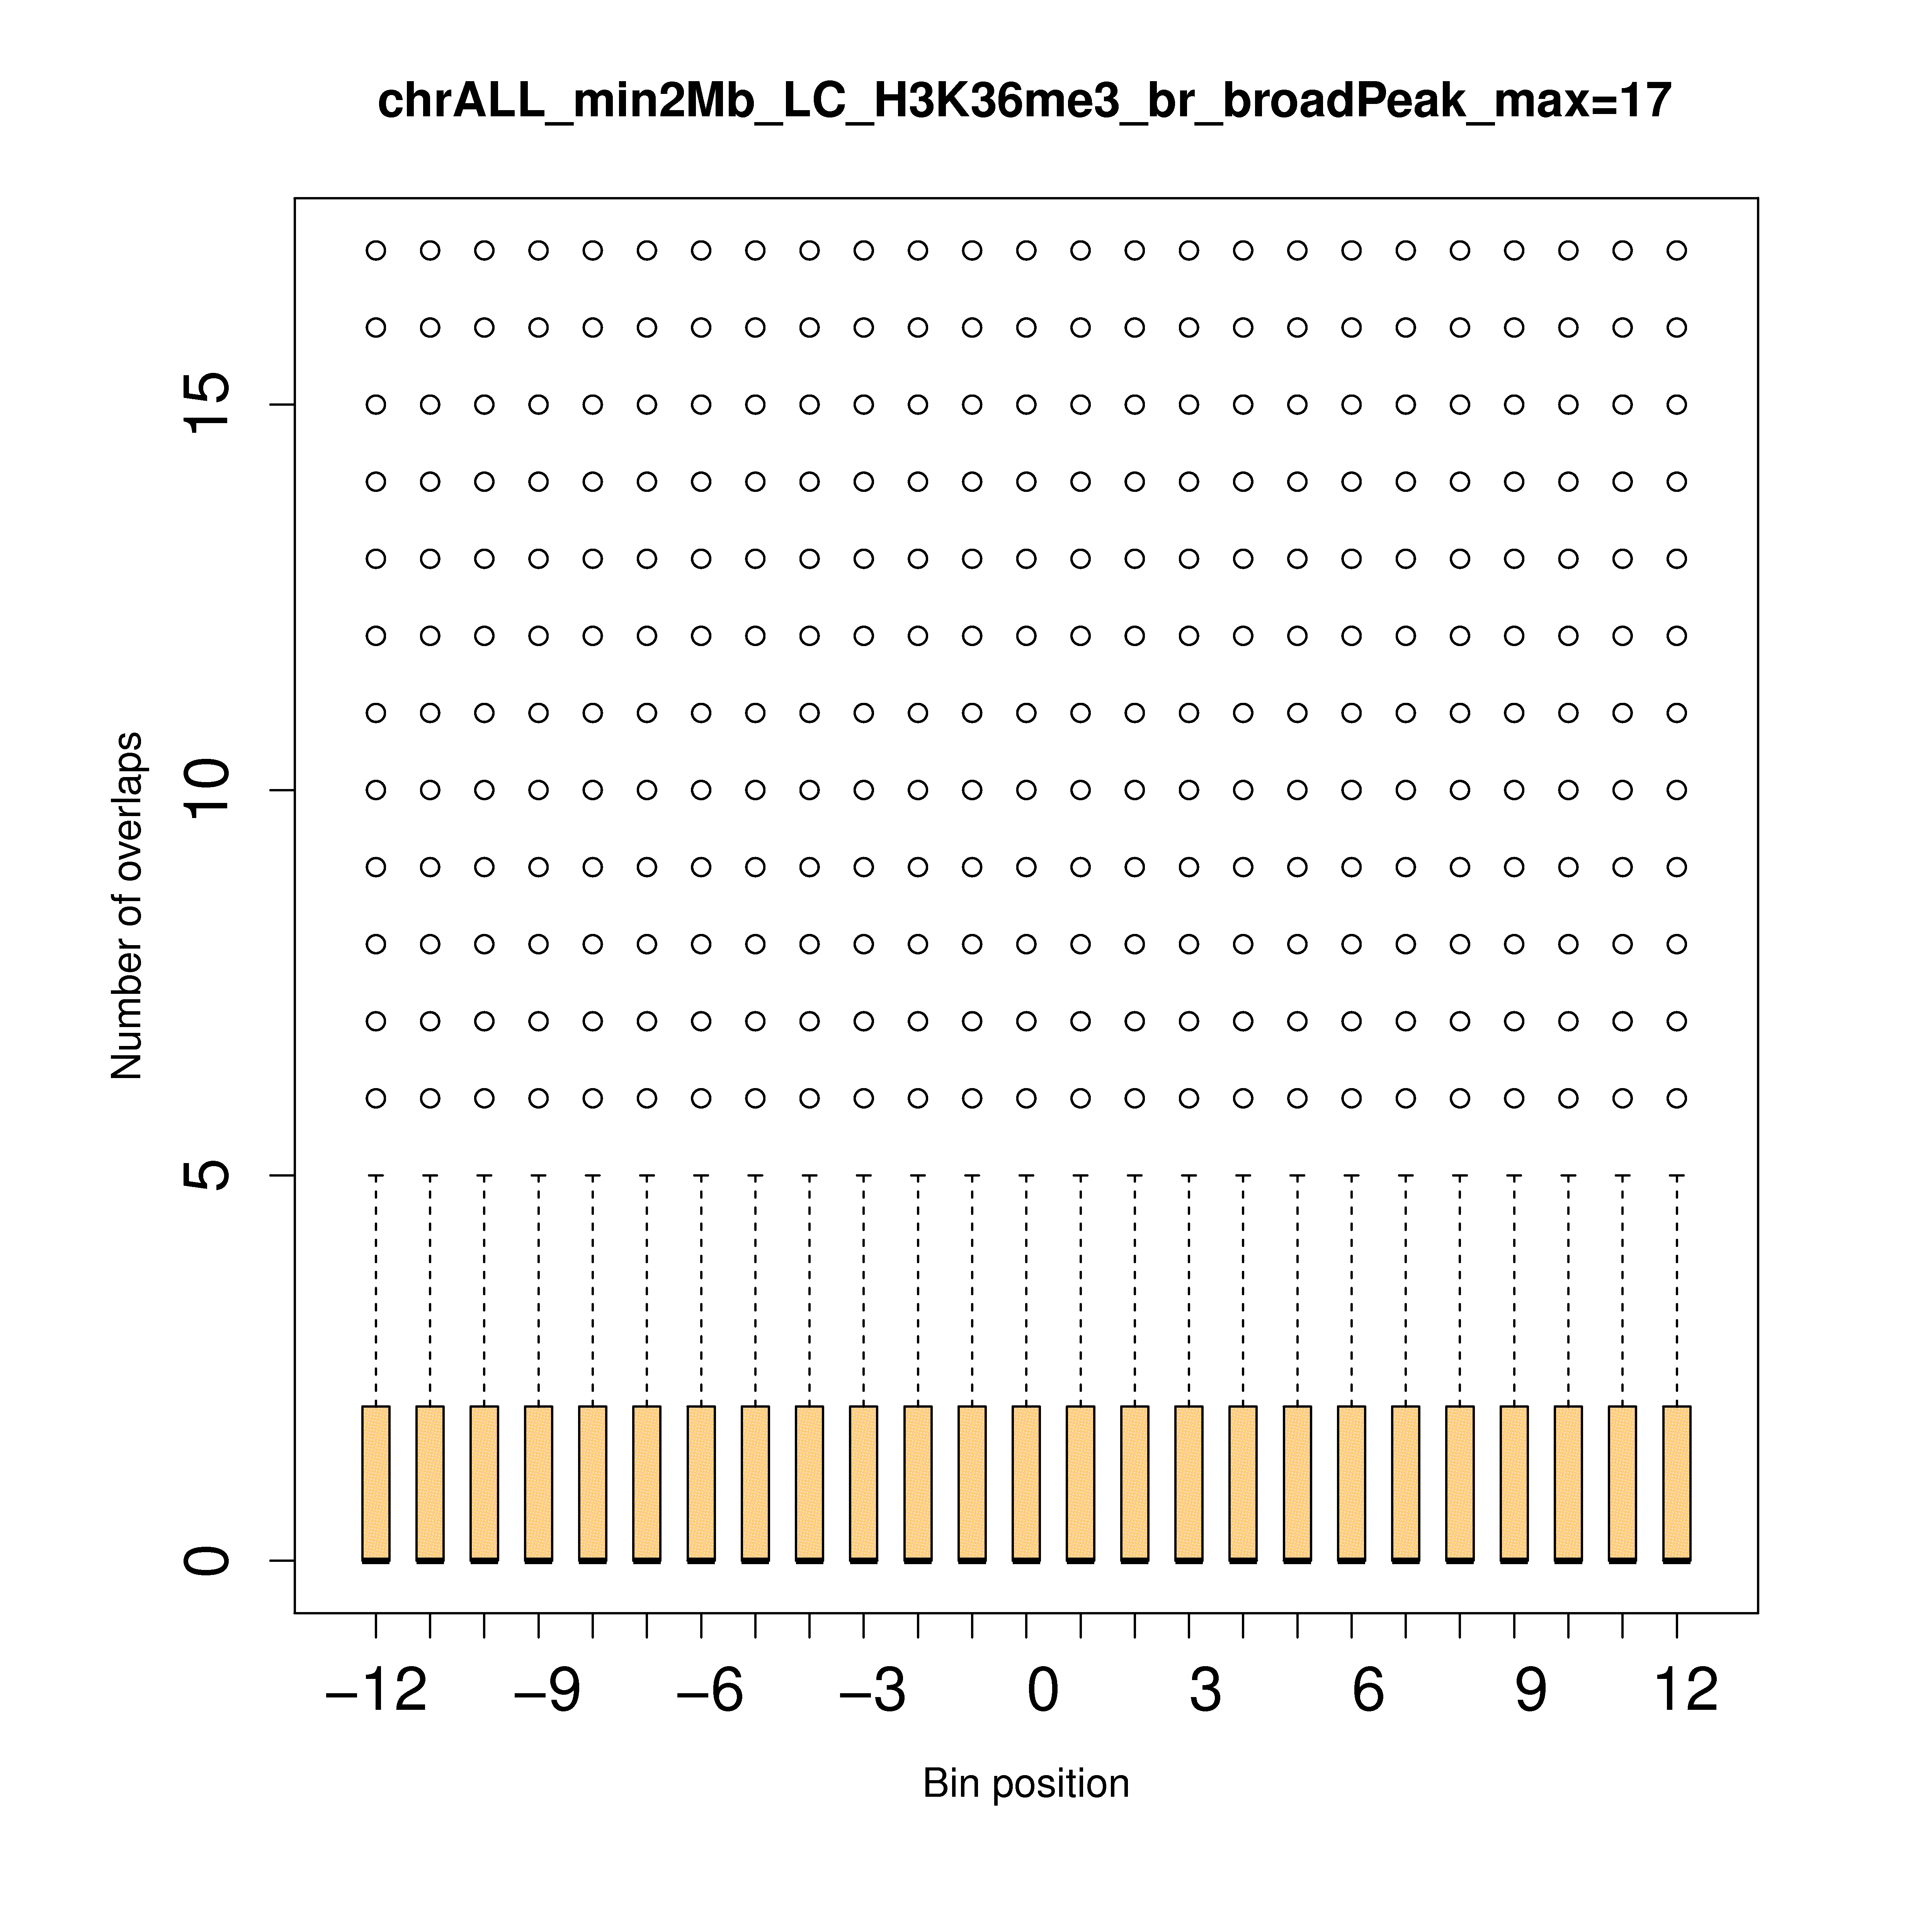 chrALL_min2Mb_LC_H3K36me3_br_broadPeak_max=17
15
10
5
0
Number of overlaps
−12 −9 −6 −3 0 3 6 9 12
Bin position